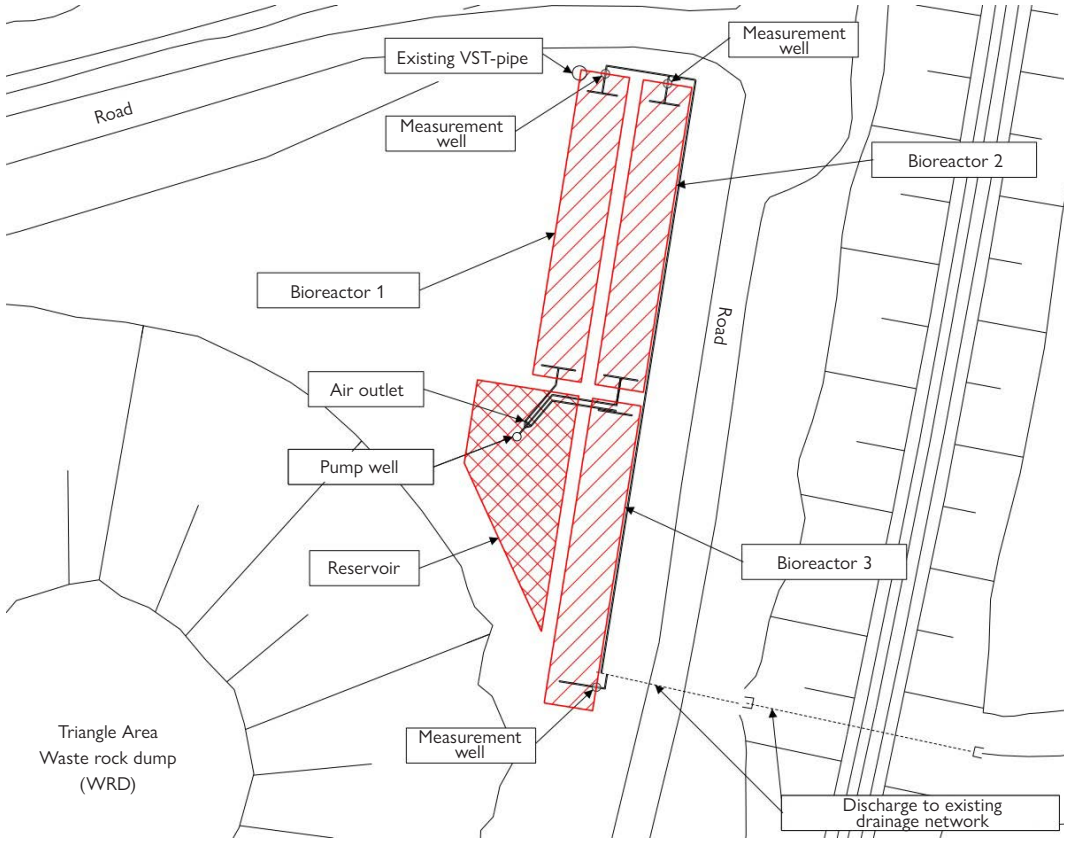 Measurement
well
Existing VST-pipe
Road
Measurement
well
Bioreactor 2
Bioreactor 1
Road
Air outlet
Pump well
Reservoir
Bioreactor 3
Triangle Area
Waste rock dump
(WRD)
Measurement
well
Discharge to existing
drainage network